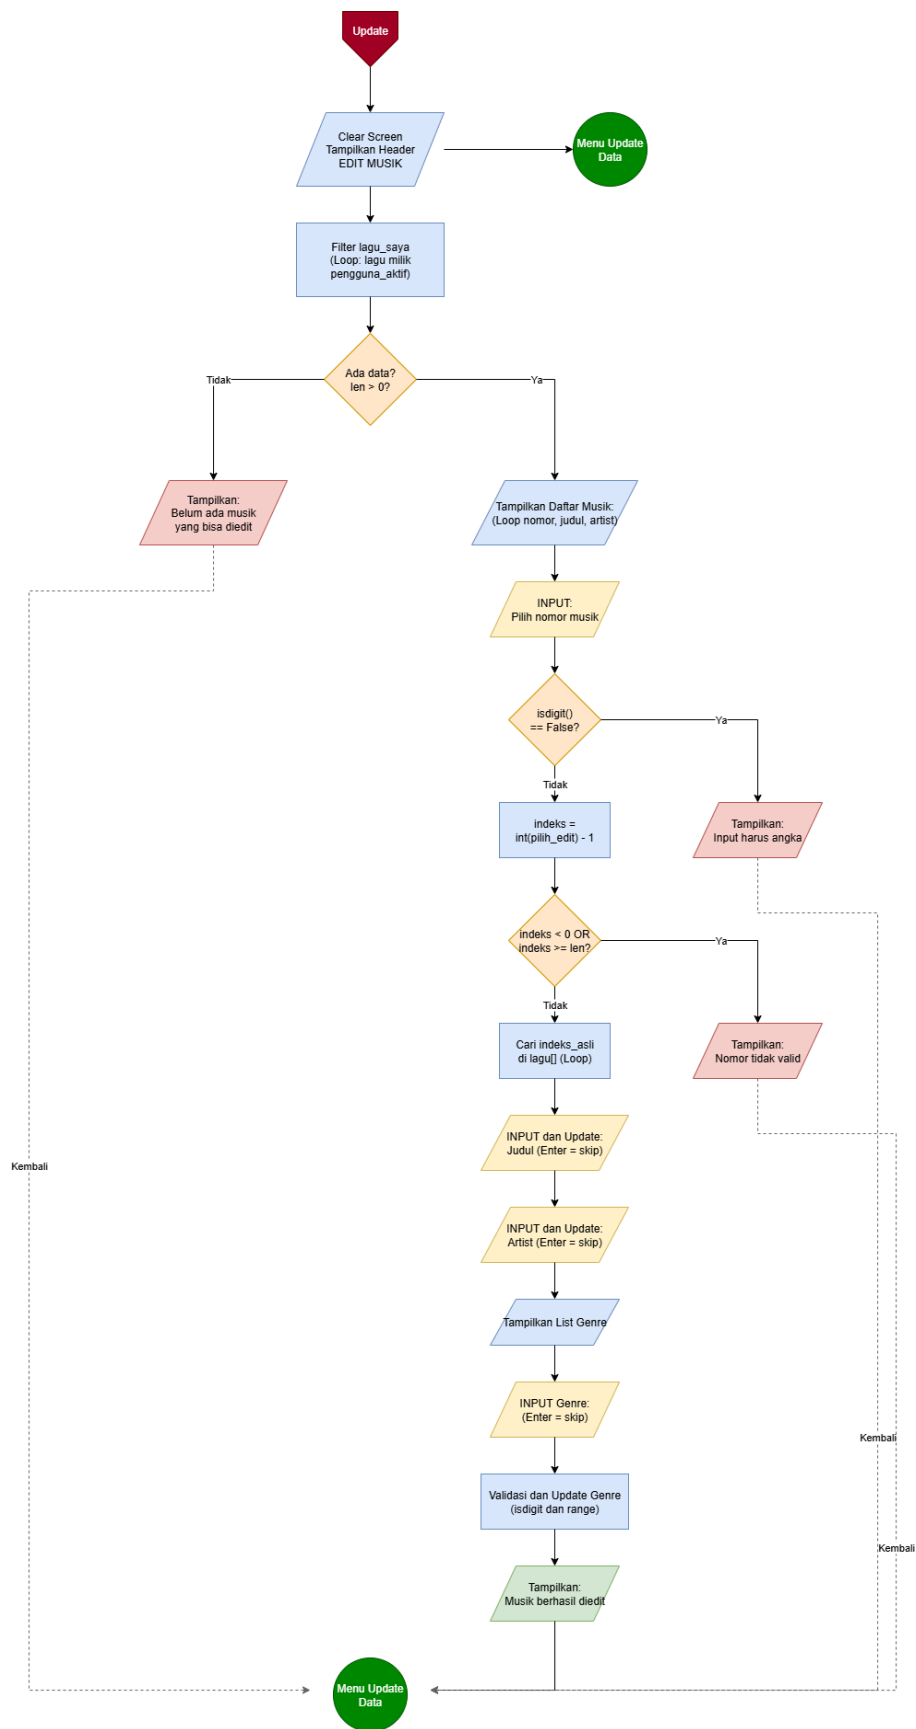 Update
Clear Screen
Tampilkan Header
EDIT MUSIK
Menu Update
Data
Filter lagu_saya
(Loop: lagu milik
pengguna_aktif)
Ada data?
len > 0?
Tidak
Ya
Tampilkan:
Belum ada musik
yang bisa diedit
Tampilkan Daftar Musik:
(Loop nomor, judul, artist)
INPUT:
Pilih nomor musik
isdigit()
== False?
Ya
Tidak
indeks =
int(pilih_edit) - 1
Tampilkan:
Input harus angka
indeks < 0 OR
indeks >= len?
Ya
Tidak
Cari indeks_asli
di lagu[] (Loop)
Tampilkan:
Nomor tidak valid
INPUT dan Update:
Judul (Enter = skip)
Kembali
INPUT dan Update:
Artist (Enter = skip)
Tampilkan List Genre
INPUT Genre:
(Enter = skip)
Kembali
Validasi dan Update Genre
(isdigit dan range)
Kembali
Tampilkan:
Musik berhasil diedit
Menu Update
Data